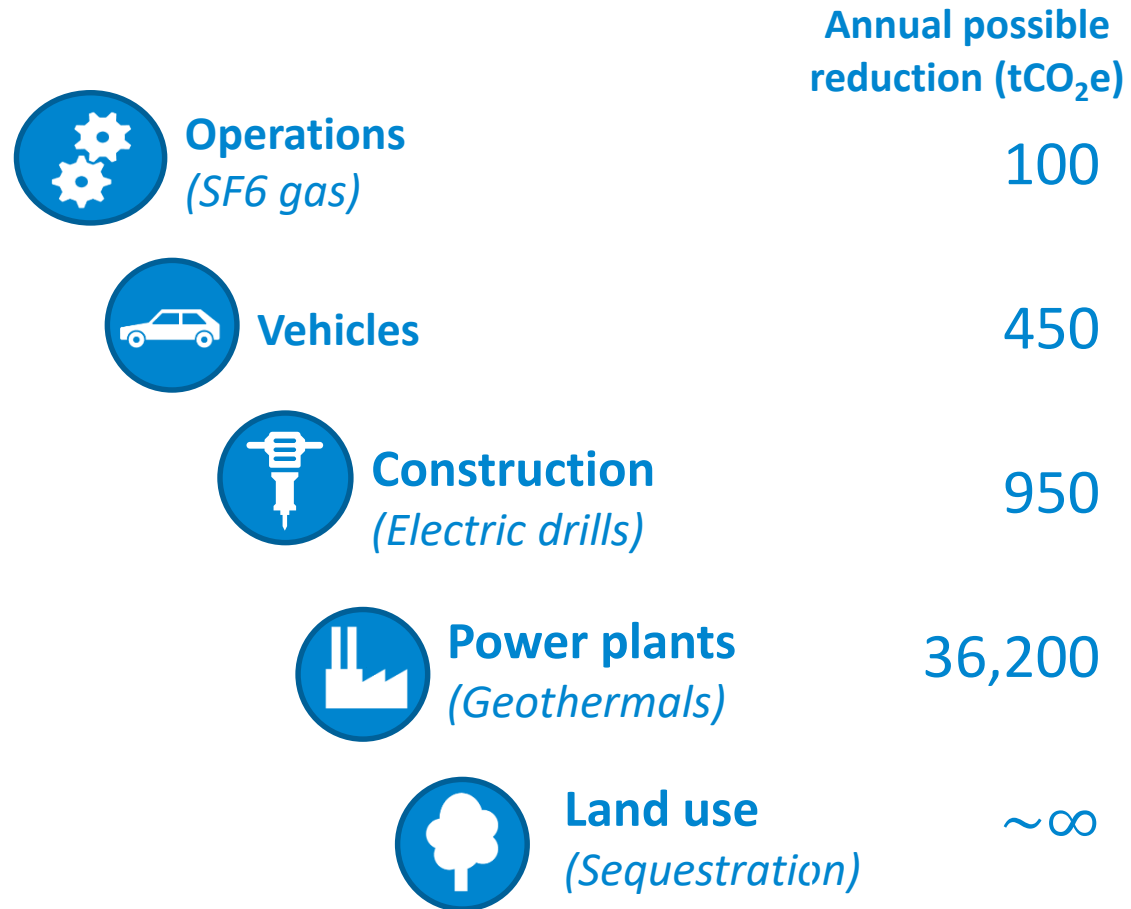 Annual possible
reduction (tCO₂e)
Operations
(SF6 gas)
100
Vehicles
450
Construction
(Electric drills)
950
Power plants
(Geothermals)
36,200
Land use
(Sequestration)
~∞